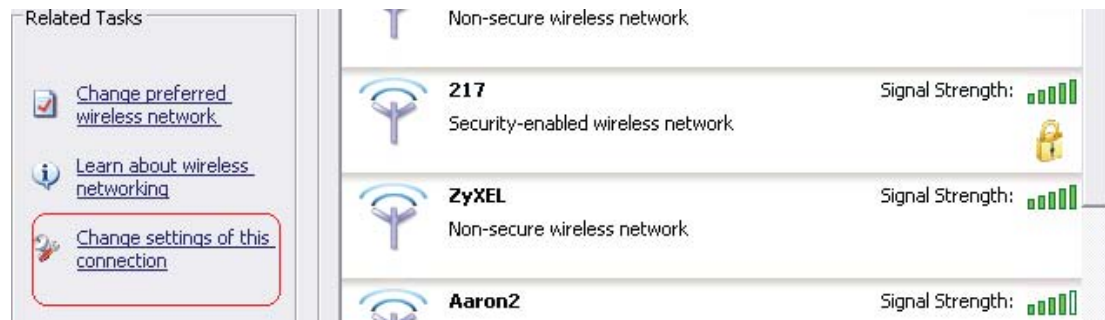 Related Tasks
Change preferred
wireless network
Learn about wireless
networking
Change settings of this
connection
Non-secure wireless network
217
Signal Strength:
Security-enabled wireless network
ZyXEL
Signal Strength:
Non-secure wireless network
Aaron2
Signal Strength: